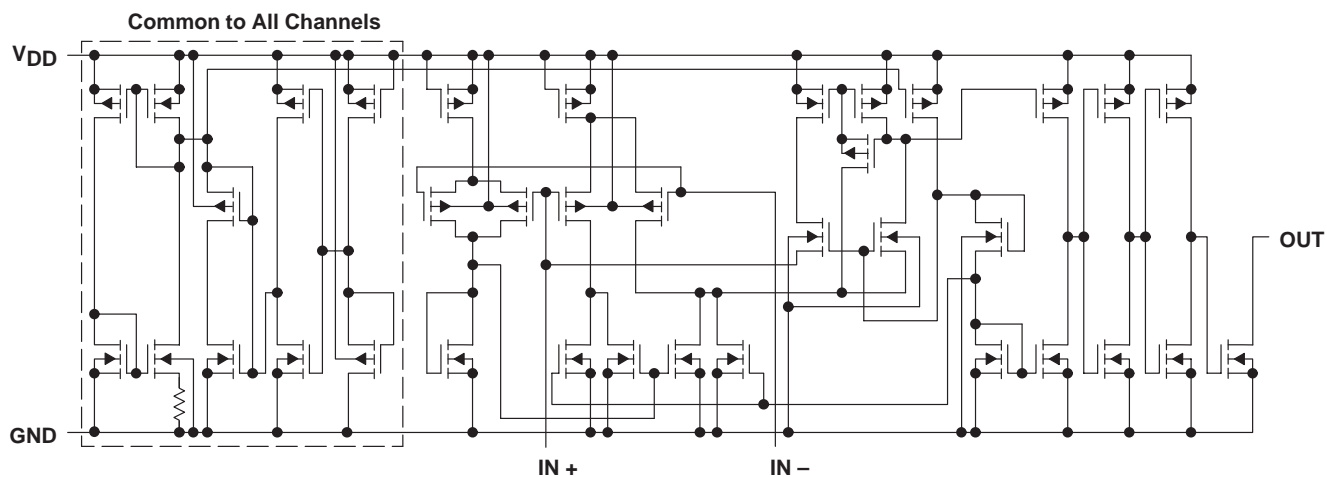 Common to All Channels
VDD
OUT
GND
IN +
IN –